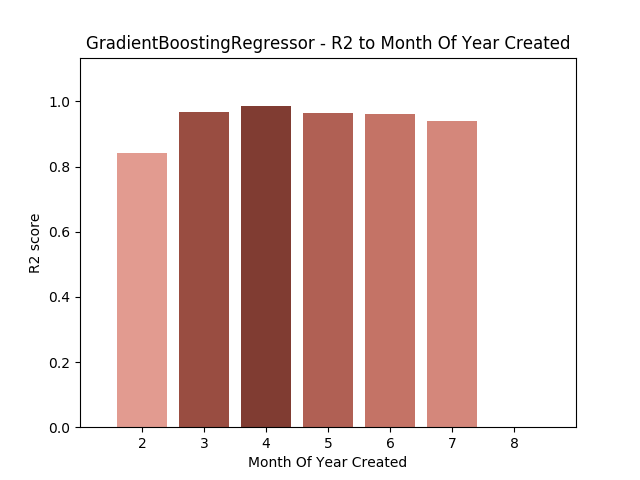 GradientBoostingRegressor - R2 to Month Of Year Created
1.0
0.8
0.6
0.4
0.2
0.0
R2 score
2 3 4 5 6 7 8
Month Of Year Created